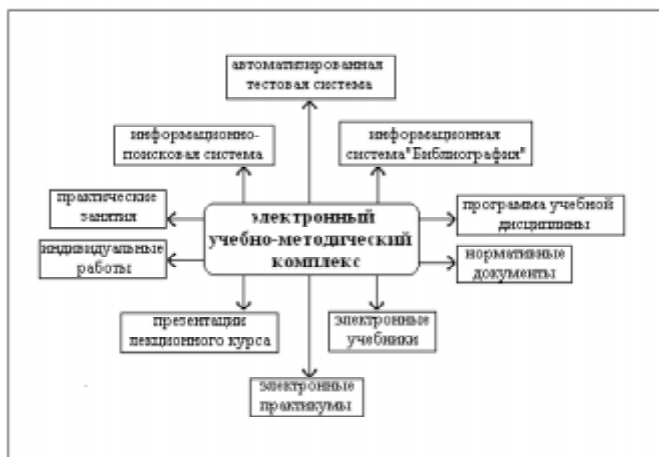 автоматизированная
тестовая система
информационно-
поисковая система
информационная
система"Библиография"
практические
занятия
программа учебной
дисциплины
электронный
учебно-методический
комплекс
индивидуальные
работы
нормативные
документы
презентации
лекционного курса
электронные
учебники
электронные
практикумы